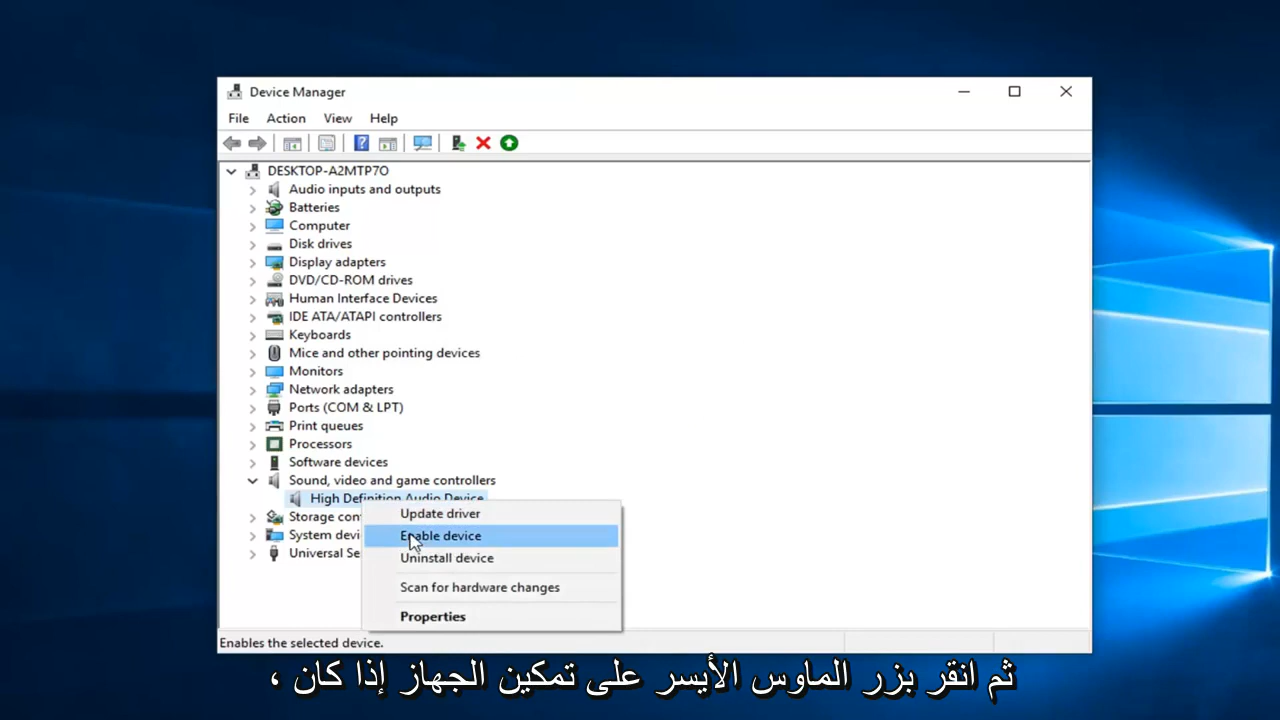 Device Manager
File Action View Help
DESKTOP-A2MTP7O
Audio inputs and outputs
Batteries
Computer
Disk drives
Display adapters
DVD/CD-ROM drives
Human Interface Devices
IDE ATA/ATAPI controllers
Keyboards
Mice and other pointing devices
Monitors
Network adapters
Ports (COM & LPT)
Print queues
Processors
Software devices
Sound, video and game controllers
High Definition Audio Device
Storage con
System devi
Universal Se
Update driver
Enable device
Uninstall device
Scan for hardware changes
Properties
Enables the selected device.
ثم انقر بزر الماوس الأيسر على تمكين الجهاز إذا كان ،